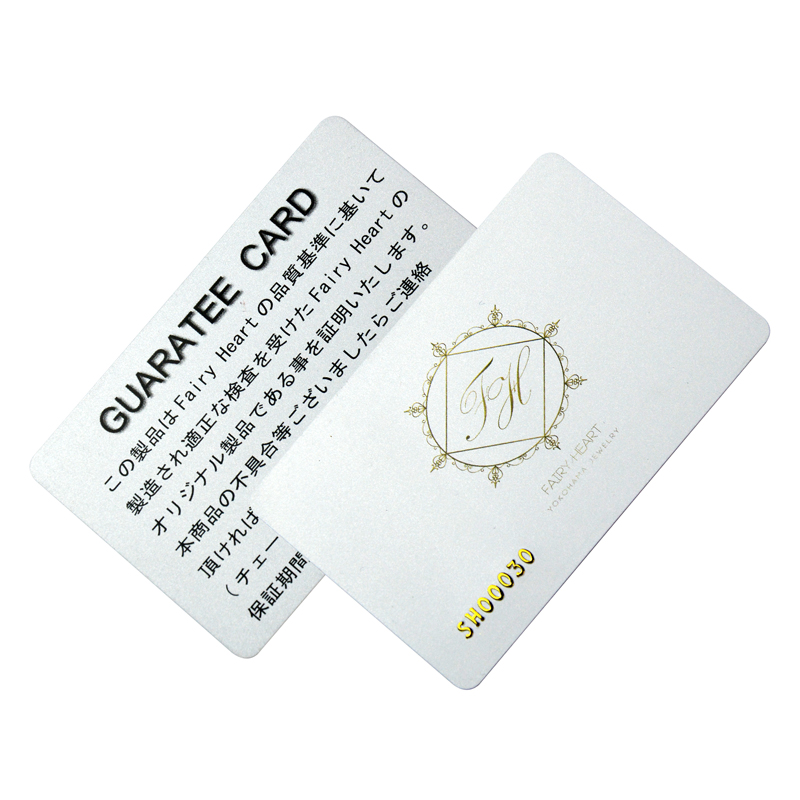 GUARATEE CARD
この製品はFairy Heartの品質基準に基いて
製造され適正な検査を受けたFairy Heartの
オリジナル製品である事を証明いたします。
本商品の不具合等ございましたらご連絡
頂ければ
（チェー
保証期間
FH
FAIRY HEART
YOKOHAMA JEWELRY
SH00030